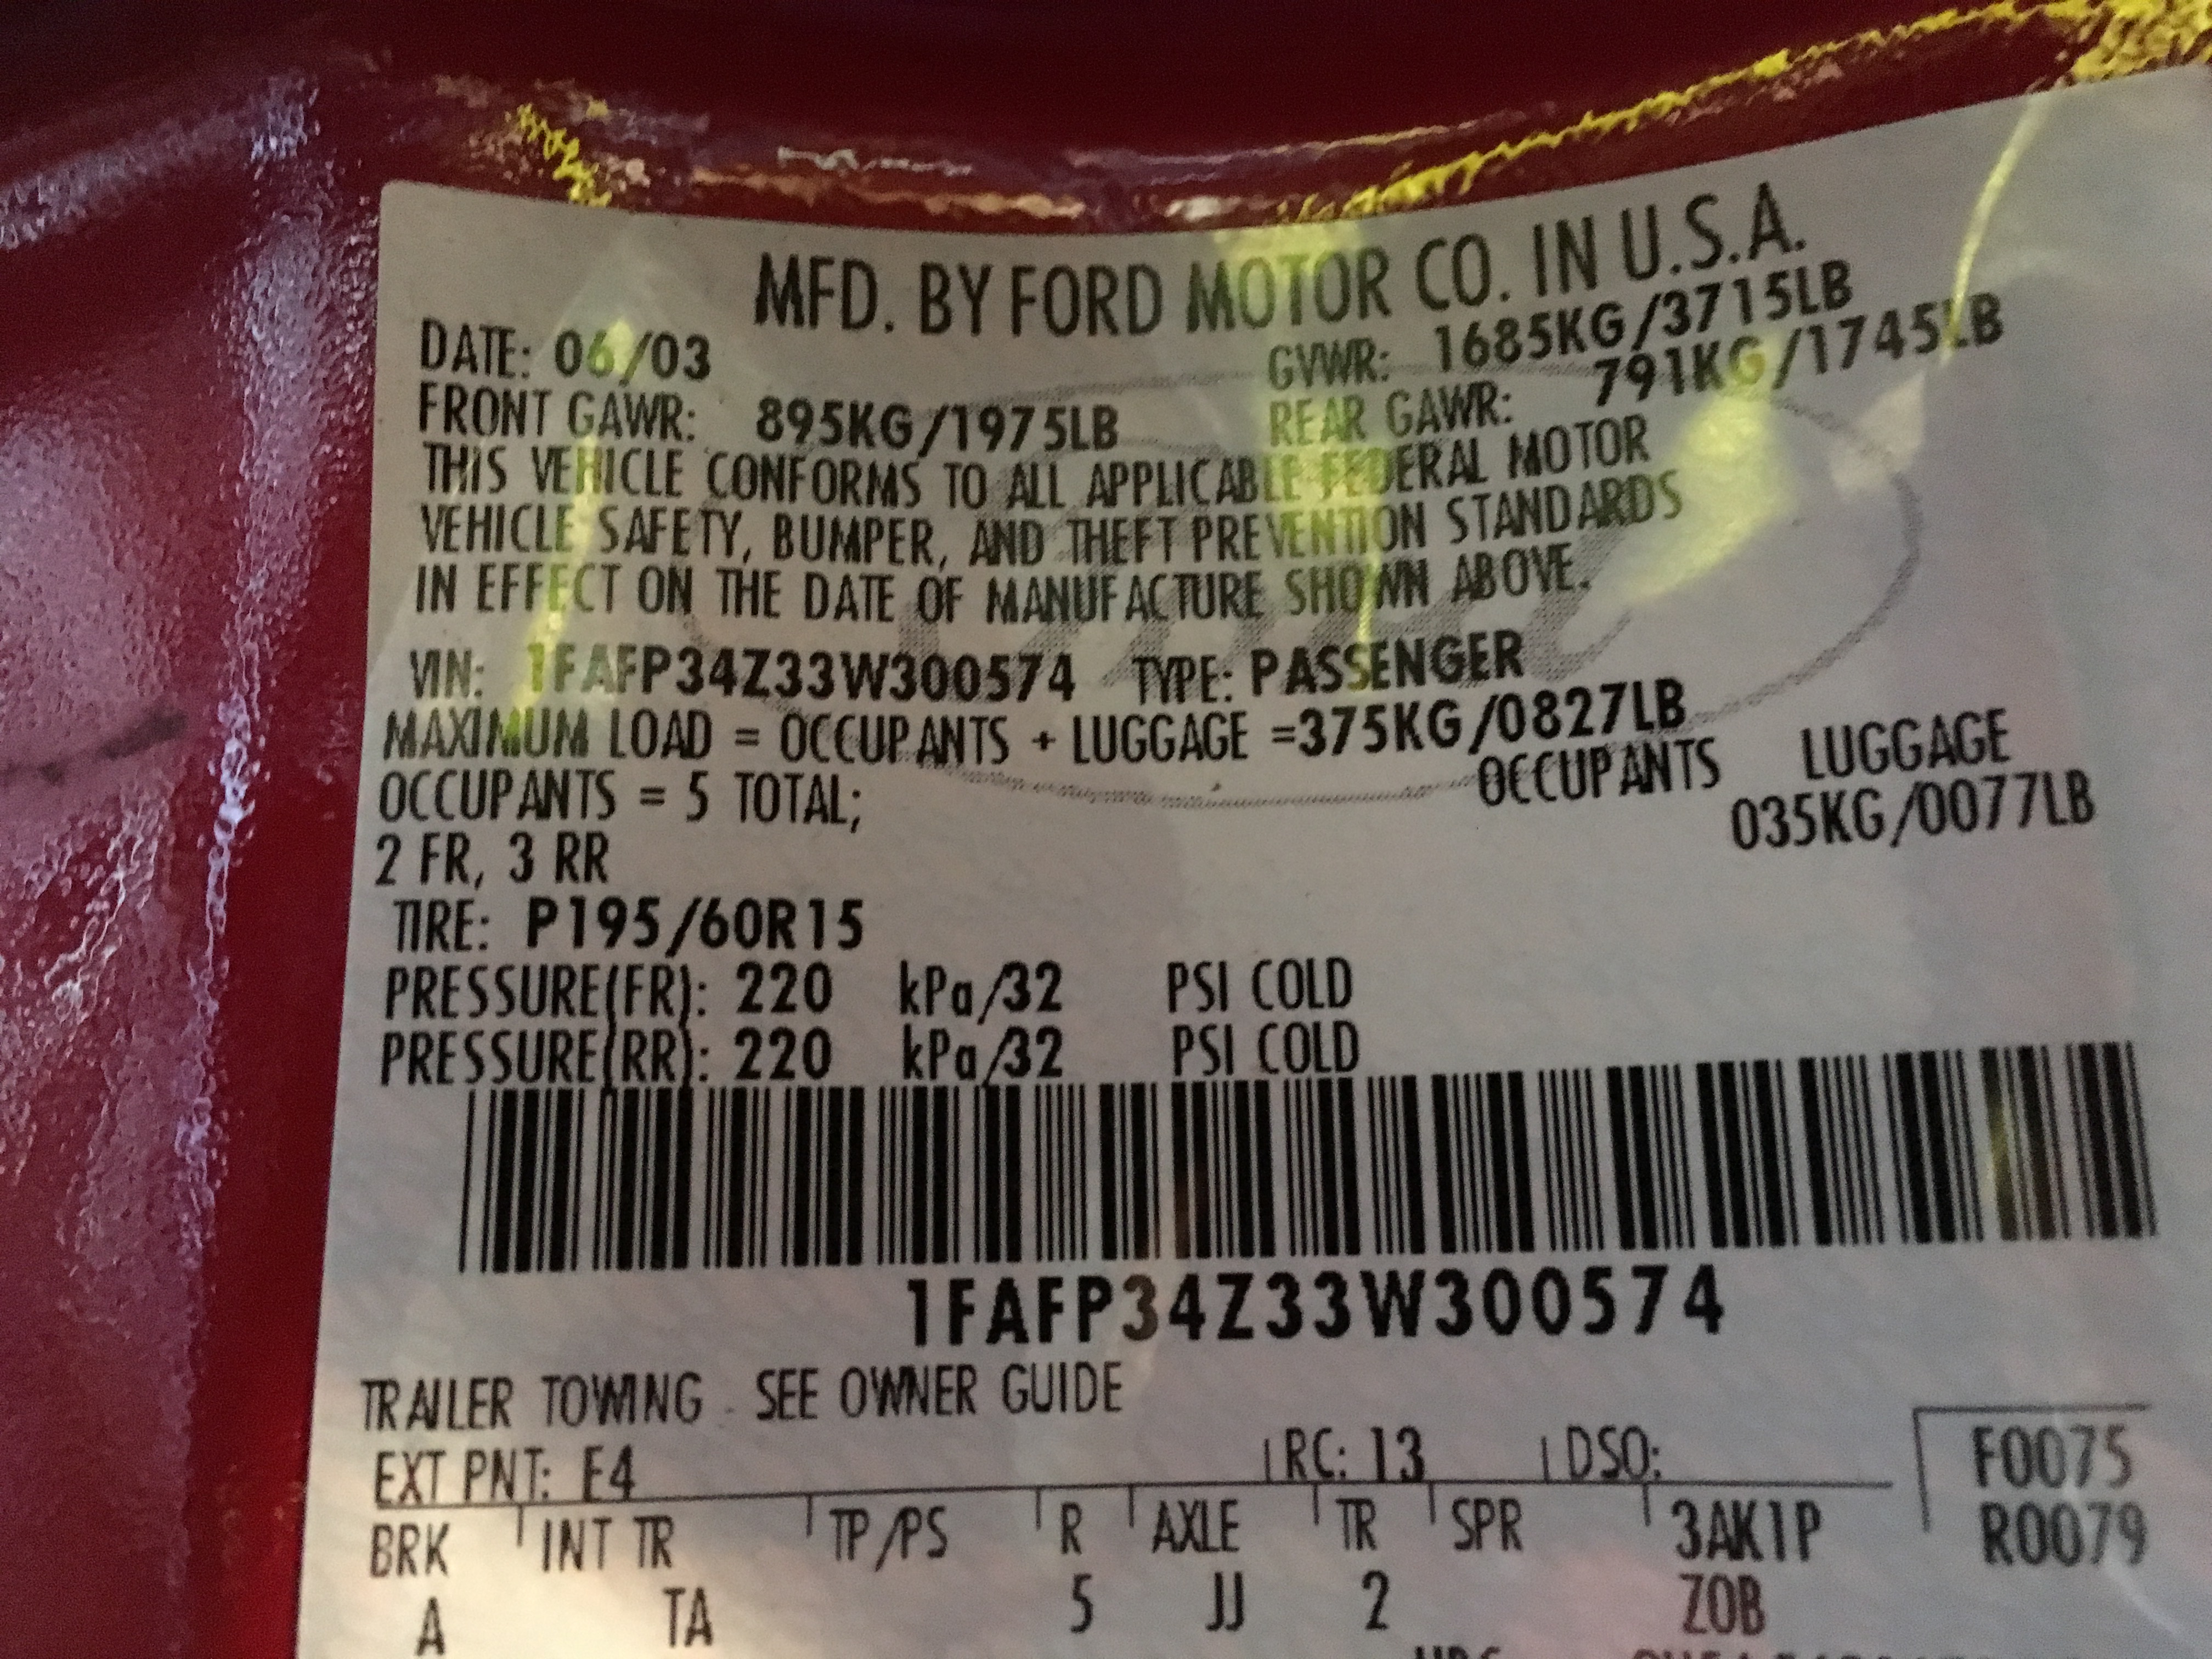 MFD. BY FORD MOTOR CO. IN U.S.A.
DATE: 06/03 GVWR: 1685KG/3715LB
FRONT GAWR: 895KG/1975LB REAR GAWR: 791KG/1745LB
THIS VEHICLE CONFORMS TO ALL APPLICABLE FEDERAL MOTOR
VEHICLE SAFETY, BUMPER, AND THEFT PREVENTION STANDARDS
IN EFFECT ON THE DATE OF MANUFACTURE SHOWN ABOVE.
VIN: 1FAFP34Z33W300574 TYPE: PASSENGER
MAXIMUM LOAD = OCCUPANTS + LUGGAGE =375KG/0827LB
OCCUPANTS = 5 TOTAL; OCCUPANTS LUGGAGE
2 FR, 3 RR 035KG/0077LB
TIRE: P195/60R15
PRESSURE(FR): 220 kPa/32 PSI COLD
PRESSURE(RR): 220 kPa/32 PSI COLD
1FAFP34Z33W300574
TRAILER TOWING - SEE OWNER GUIDE
EXT PNT: E4 RC: 13 DSO: F0075
BRK INT TR TP/PS R AXLE TR SPR 3AK1P R0079
A TA 5 JJ 2 ZOB